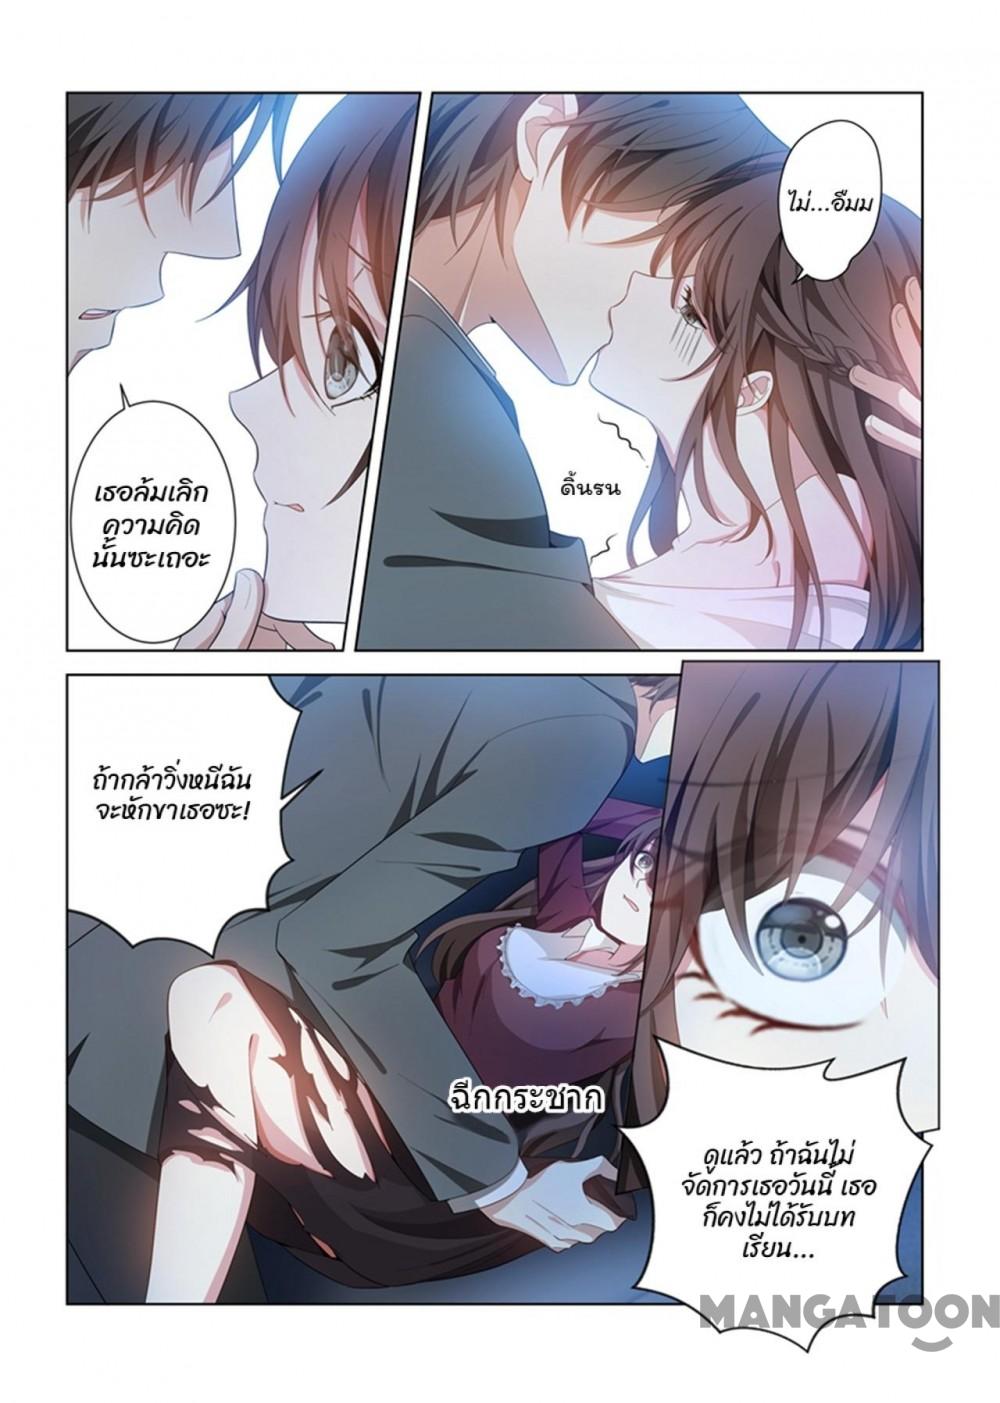 เธอล้มเลิก
ความคิด
นั้นซะเถอะ
ไม่...อืมม
ดิ้นรน
ถ้ากล้าวิ่งหนีฉัน
จะหักขาเธอซะ!
ฉีกกระชาก
ดูแล้ว ถ้าฉันไม่
จัดการเธอวันนี้ เธอ
ก็คงไม่ได้รับบท
เรียน...
MANGATOON